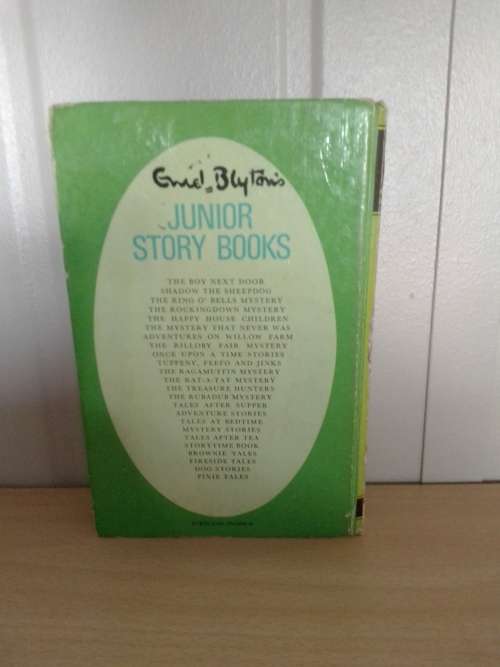 Enid Blyton's
JUNIOR
STORY BOOKS
THE BOY NEXT DOOR
SHADOW THE SHEEPDOG
THE RING O' BELLS MYSTERY
THE ROCKINGDOWN MYSTERY
THE HAPPY HOUSE CHILDREN
THE MYSTERY THAT NEVER WAS
ADVENTURES ON WILLOW FARM
THE RILLOBY FAIR MYSTERY
ONCE UPON A TIME STORIES
TUPPENY, FEEFO AND JINKS
THE RAGAMUFFIN MYSTERY
THE RAT-A-TAT MYSTERY
THE TREASURE HUNTERS
THE RUBADUB MYSTERY
TALES AFTER SUPPER
ADVENTURE STORIES
TALES AT BEDTIME
MYSTERY STORIES
TALES AFTER TEA
STORYTIME BOOK
BROWNIE TALES
FIRESIDE TALES
DOG STORIES
PIXIE TALES